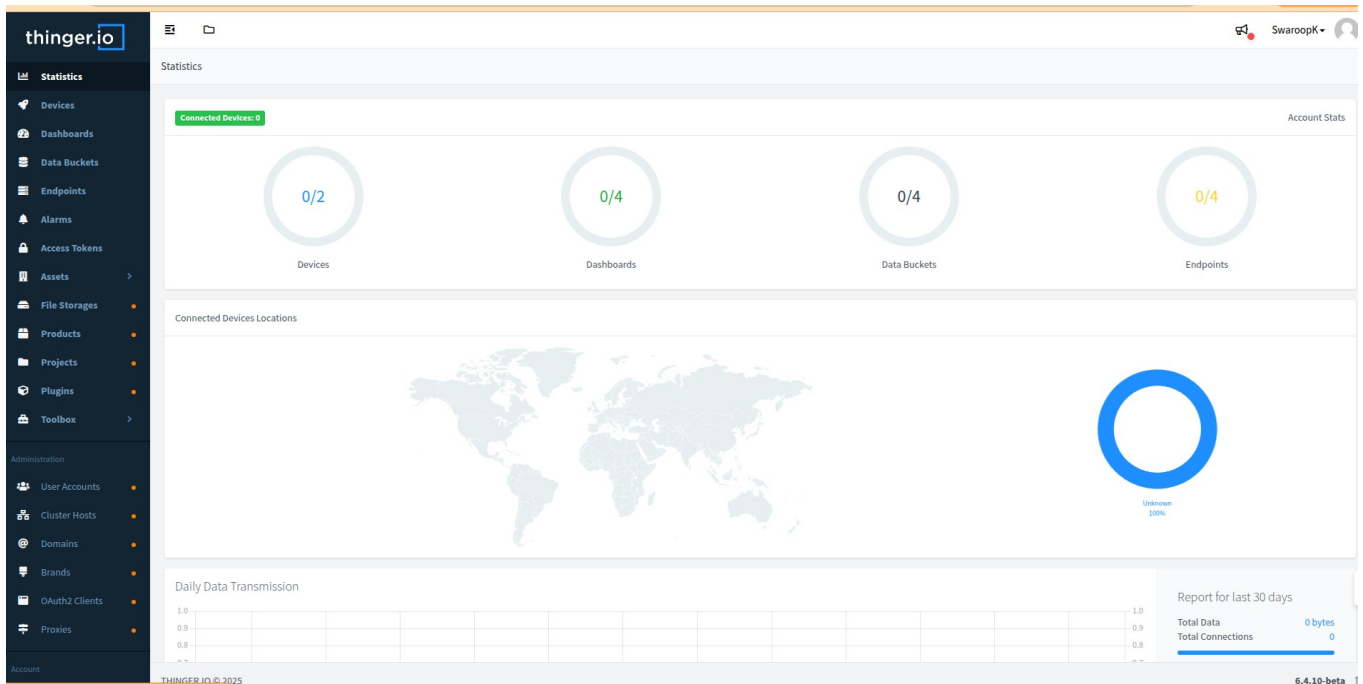 thinger.io
SwaroopK
Statistics
Devices
Dashboards
Data Buckets
Endpoints
Alarms
Access Tokens
Assets
File Storages
Products
Projects
Plugins
Toolbox
Administration
User Accounts
Cluster Hosts
Domains
Brands
OAuth2 Clients
Proxies
Account
Statistics
Connected Devices: 0
Account Stats
0/2
0/4
0/4
0/4
Devices
Dashboards
Data Buckets
Endpoints
Connected Devices Locations
Unknown
100%
Daily Data Transmission
1.0
0.9
0.8
0.7
1.0
0.9
0.8
0.7
Report for last 30 days
Total Data 0 bytes
Total Connections 0
THINGER.IO © 2025
6.4.10-beta